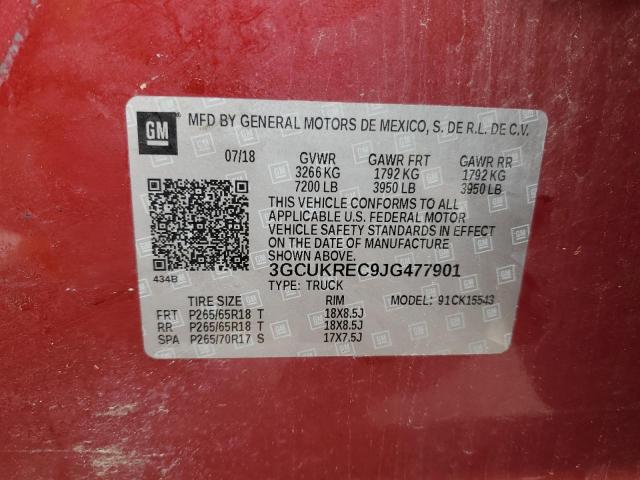 GM MFD BY GENERAL MOTORS DE MEXICO, S. DE R.L. DE C.V.
07/18 GVWR GAWR FRT GAWR RR
3266 KG 1792 KG 1792 KG
7200 LB 3950 LB 3950 LB
THIS VEHICLE CONFORMS TO ALL
APPLICABLE U.S. FEDERAL MOTOR
VEHICLE SAFETY STANDARDS IN EFFECT
ON THE DATE OF MANUFACTURE
SHOWN ABOVE.
434B 3GCUKREC9JG477901
TYPE: TRUCK
TIRE SIZE RIM MODEL: 91CK15543
FRT P265/65R18 T 18X8.5J
RR P265/65R18 T 18X8.5J
SPA P265/70R17 S 17X7.5J